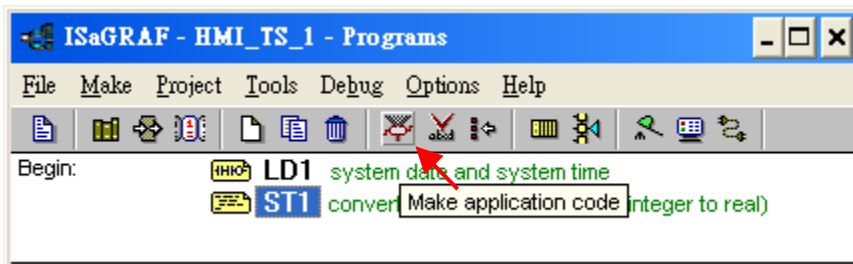 ISaGRAF - HMI_TS_1 - Programs
File Make Project Tools Debug Options Help
Begin: LD1 system date and system time
ST1 convert Make application code integer to real)